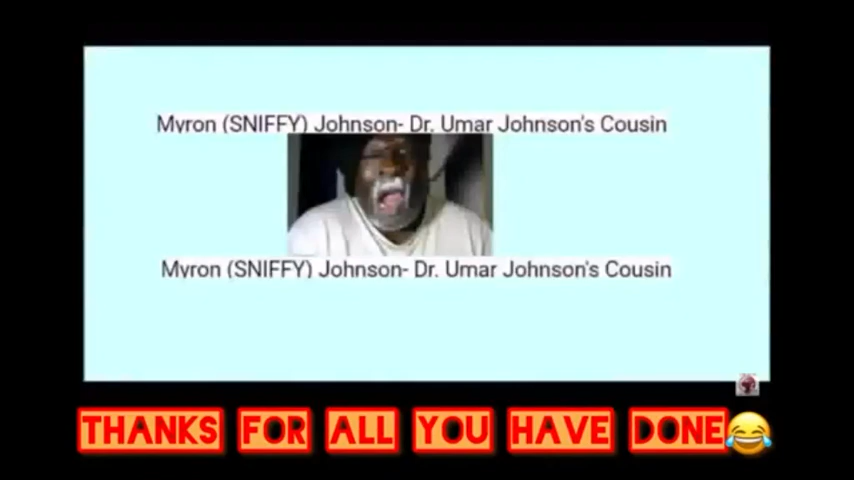 Myron (SNIFFY) Johnson- Dr. Umar Johnson's Cousin
Myron (SNIFFY) Johnson- Dr. Umar Johnson's Cousin
THANKS FOR ALL YOU HAVE DONE😂